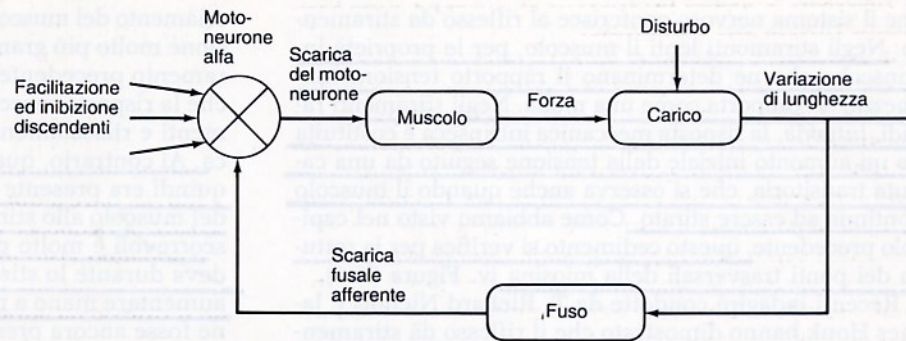 Moto-
neurone
alfa
Facilitazione
ed inibizione
discendenti
Scarica
del moto-
neurone
Muscolo
Forza
Disturbo
Carico
Variazione
di lunghezza
Scarica
fusale
afferente
Fuso